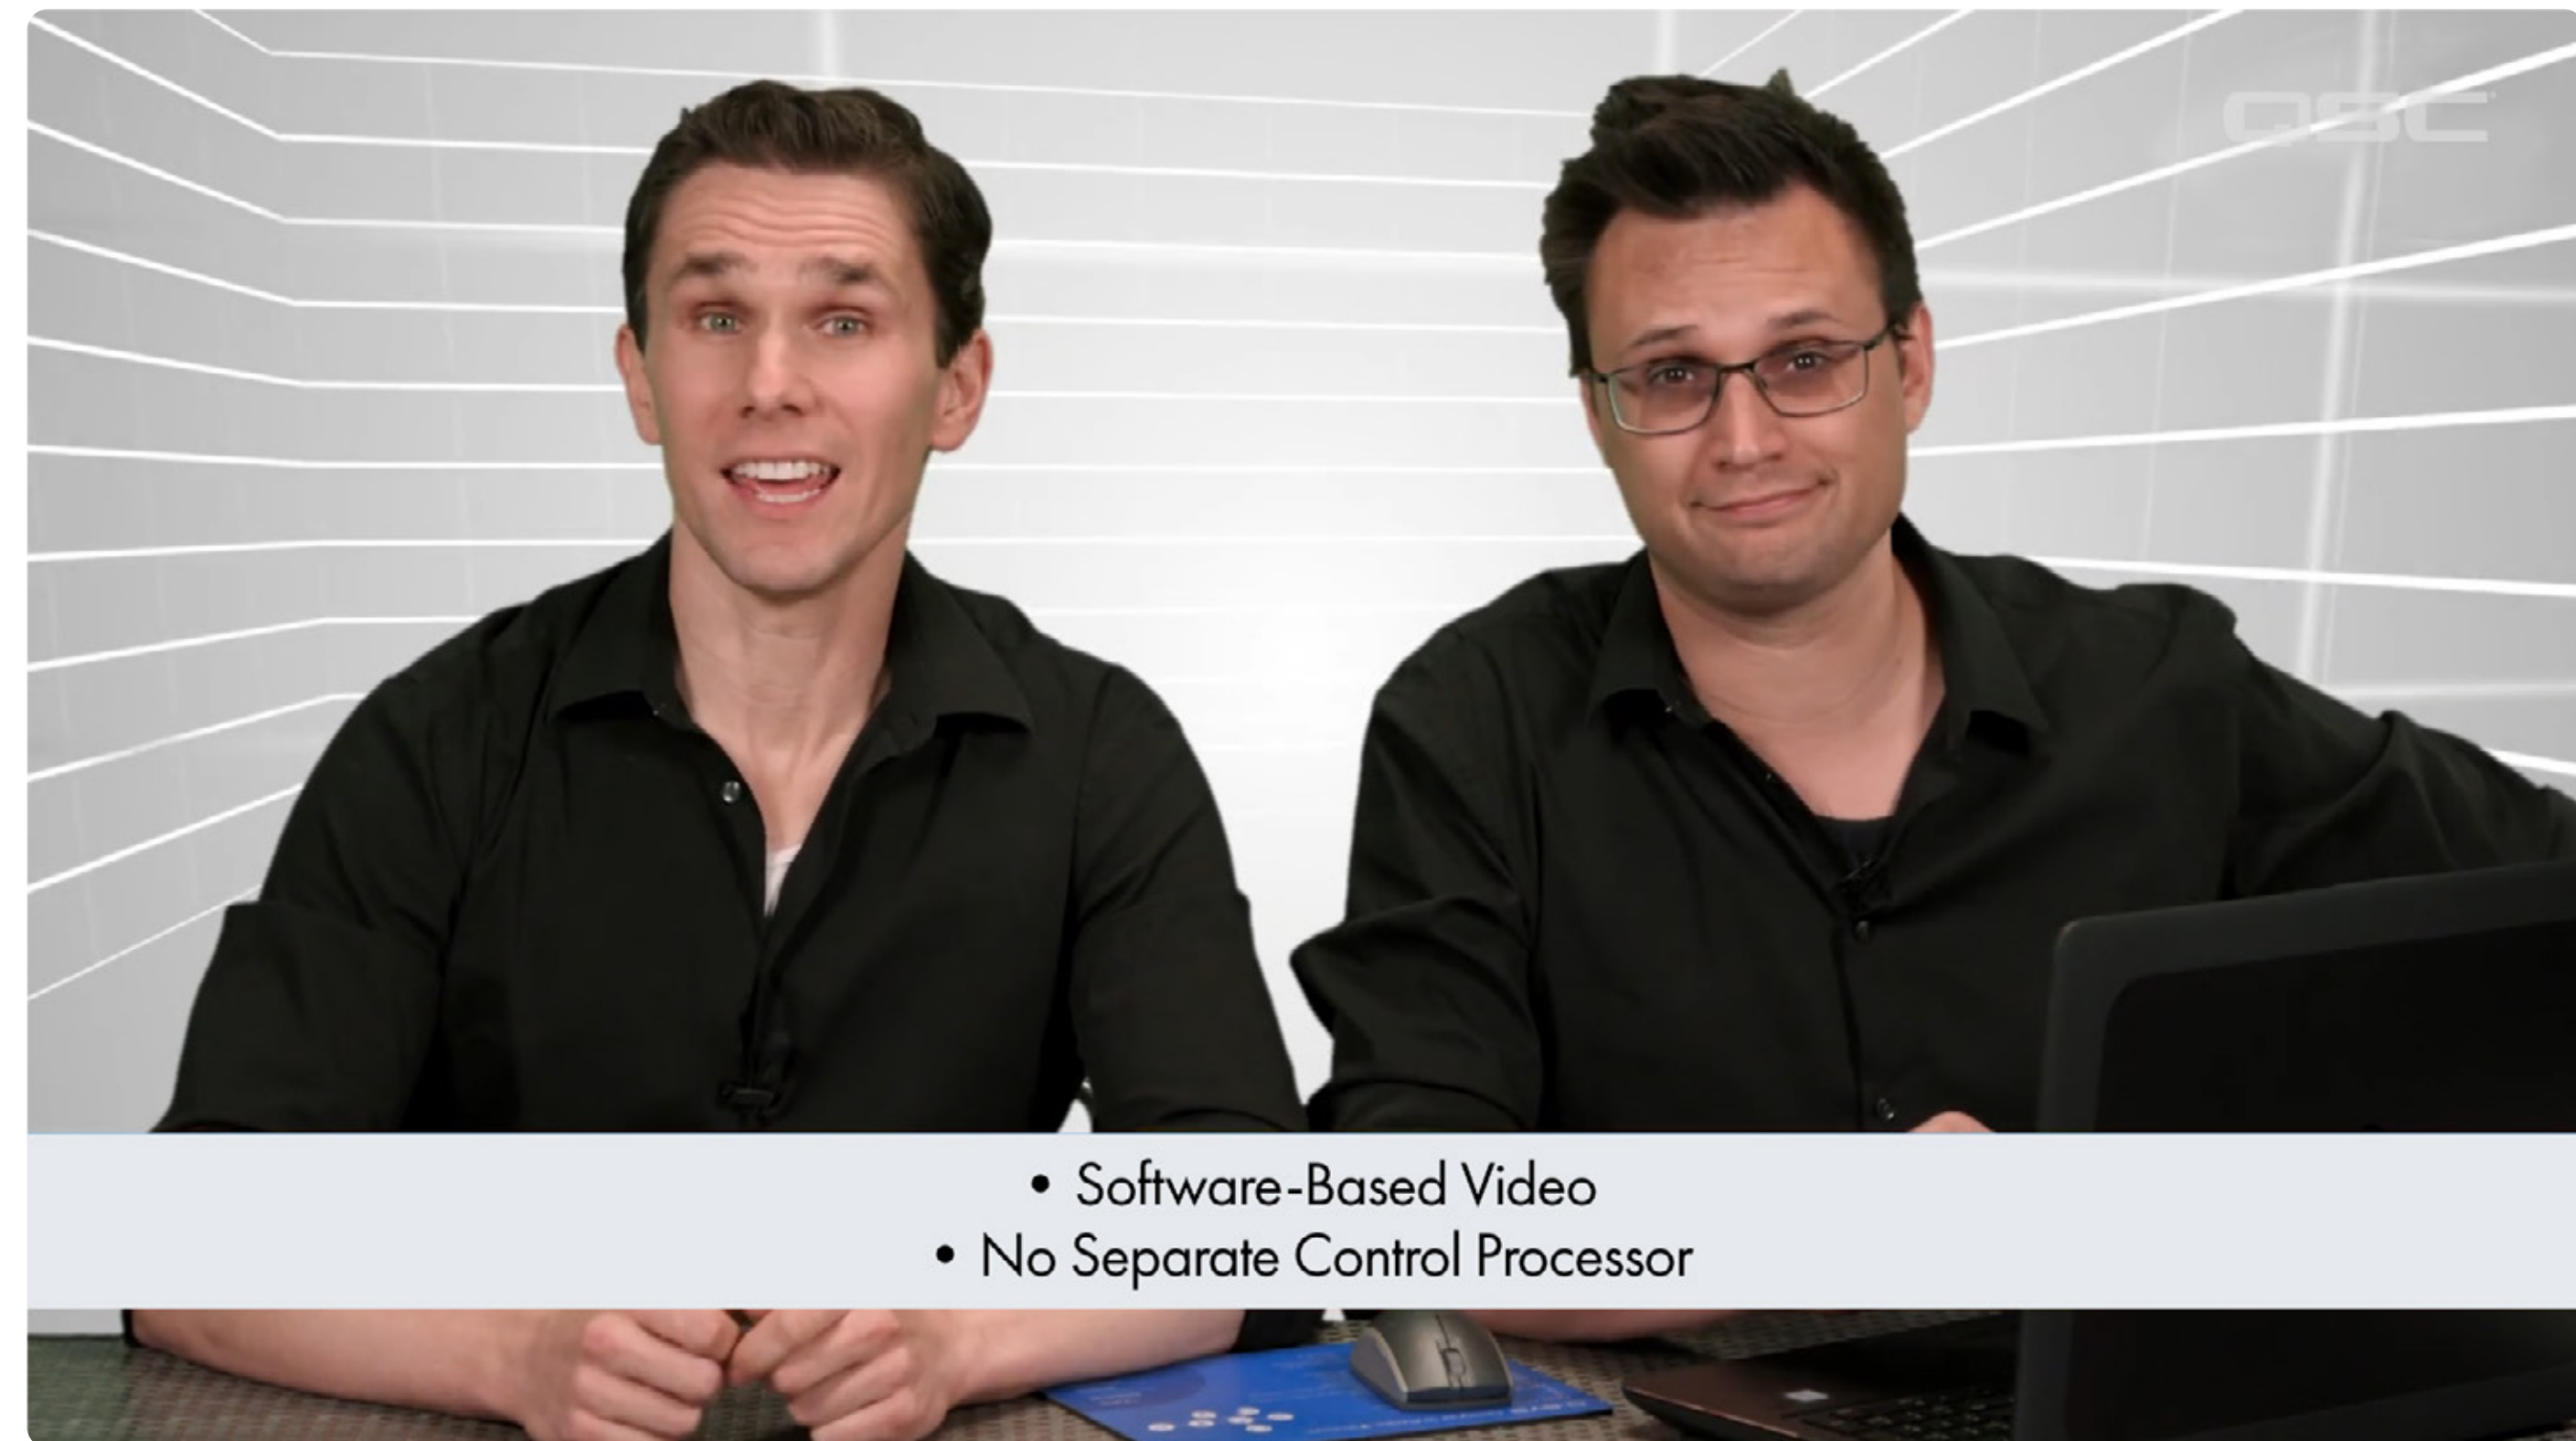 QSC
• Software-Based Video
• No Separate Control Processor